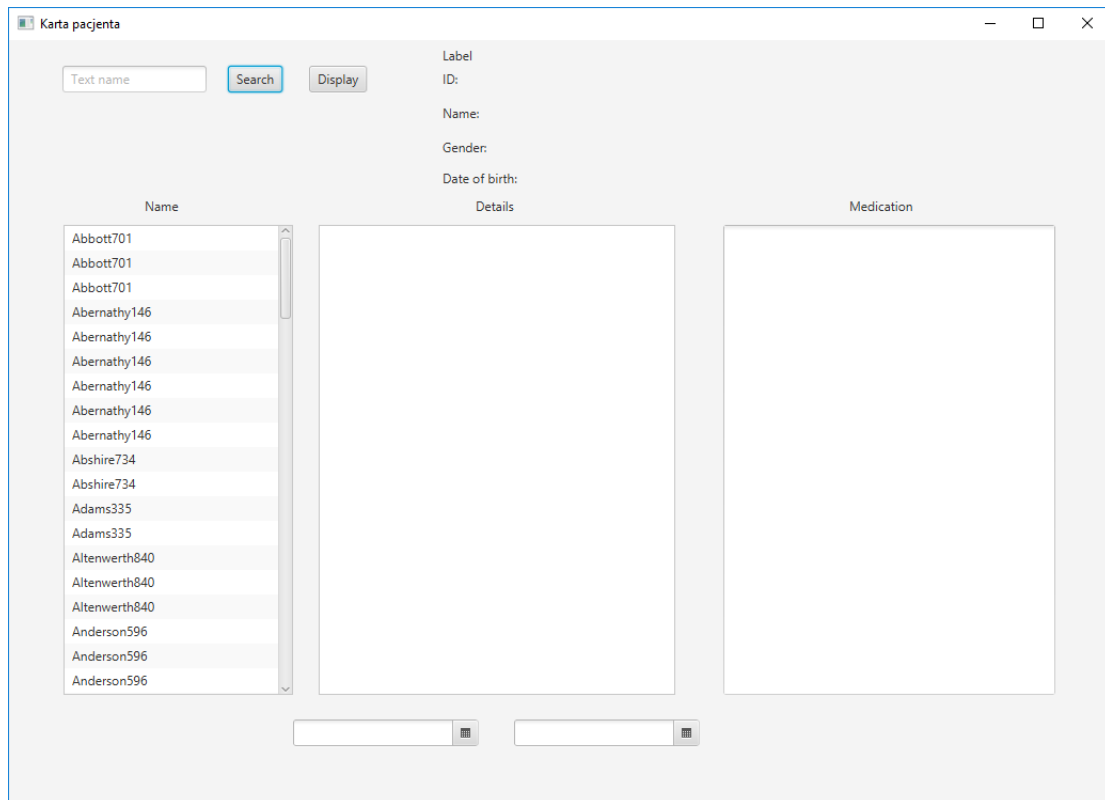 Karta pacjenta
Label
Text name
Search
Display
ID:
Name:
Gender:
Date of birth:
Name
Details
Medication
Abbott701
Abbott701
Abbott701
Abernathy146
Abernathy146
Abernathy146
Abernathy146
Abernathy146
Abernathy146
Abshire734
Abshire734
Adams335
Adams335
Altenwerth840
Altenwerth840
Altenwerth840
Anderson596
Anderson596
Anderson596